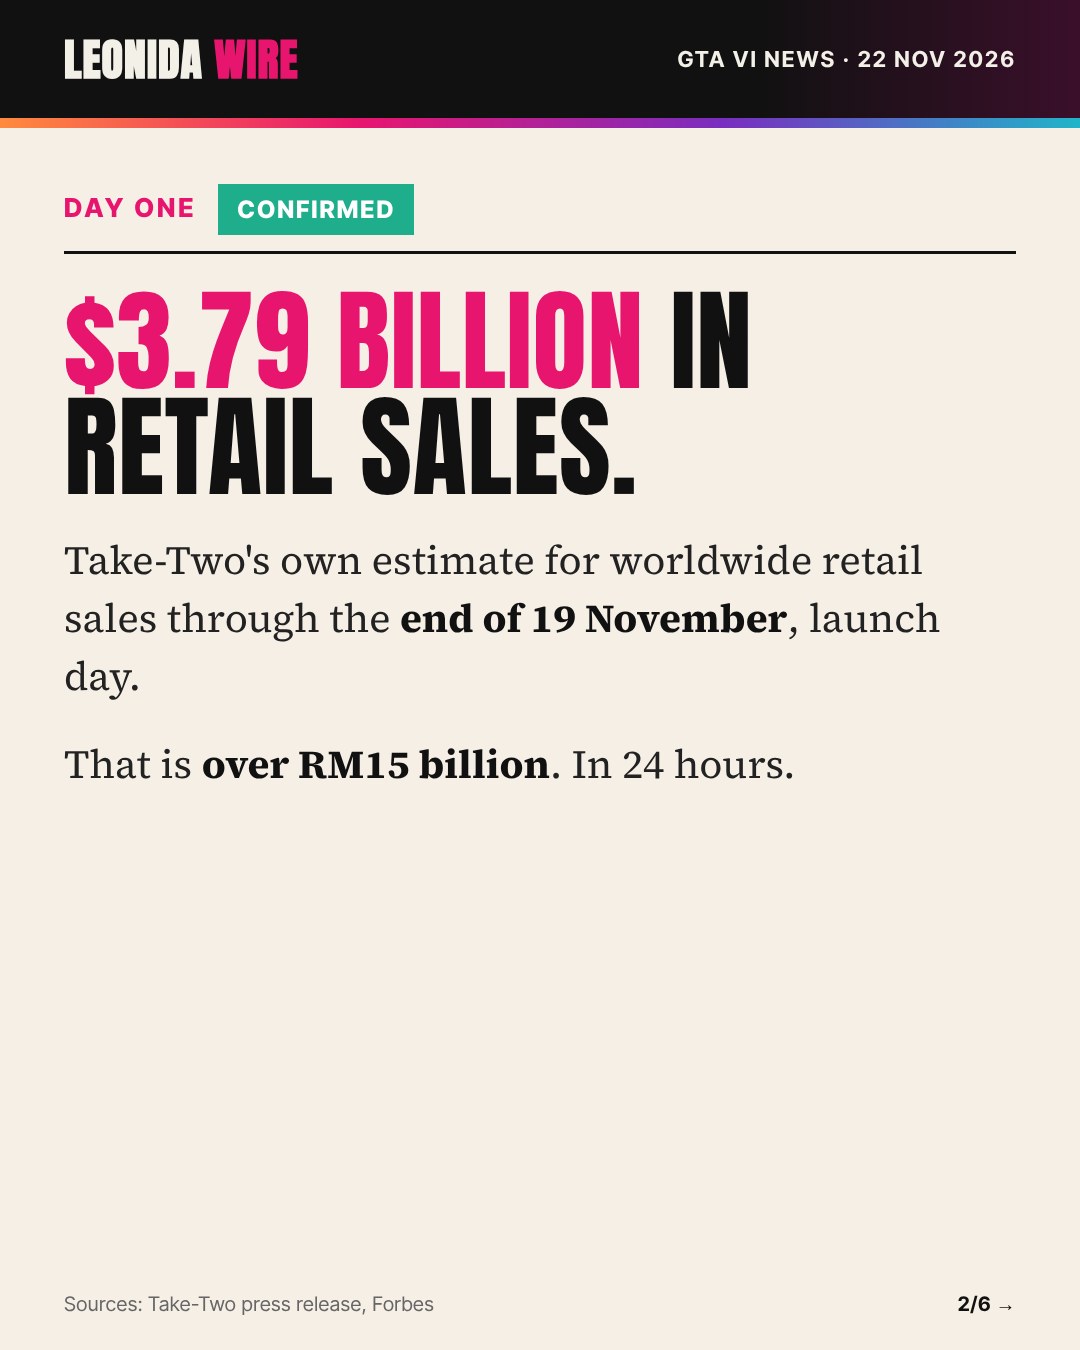 LEONIDA WIRE
GTA VI NEWS · 22 NOV 2026
DAY ONE
CONFIRMED
$3.79 BILLION IN
RETAIL SALES.
Take-Two's own estimate for worldwide retail
sales through the end of 19 November, launch
day.
That is over RM15 billion. In 24 hours.
Sources: Take-Two press release, Forbes
2/6 →